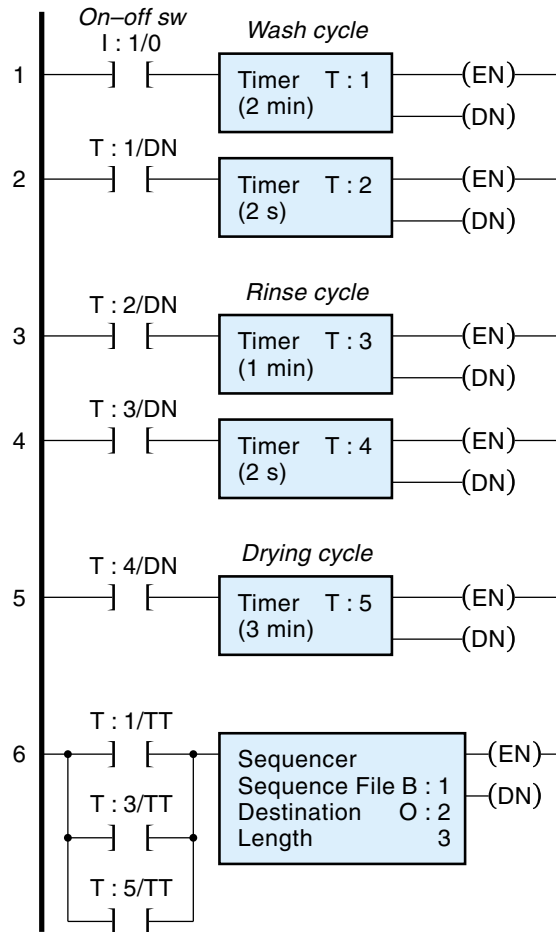 On–off sw
I : 1/0
Wash cycle
1
Timer T : 1
(2 min)
(EN)
(DN)
T : 1/DN
2
Timer T : 2
(2 s)
(EN)
(DN)
Rinse cycle
T : 2/DN
3
Timer T : 3
(1 min)
(EN)
(DN)
T : 3/DN
4
Timer T : 4
(2 s)
(EN)
(DN)
Drying cycle
T : 4/DN
5
Timer T : 5
(3 min)
(EN)
(DN)
T : 1/TT
6
Sequencer
Sequence File B : 1
Destination O : 2
Length 3
(EN)
(DN)
T : 3/TT
T : 5/TT